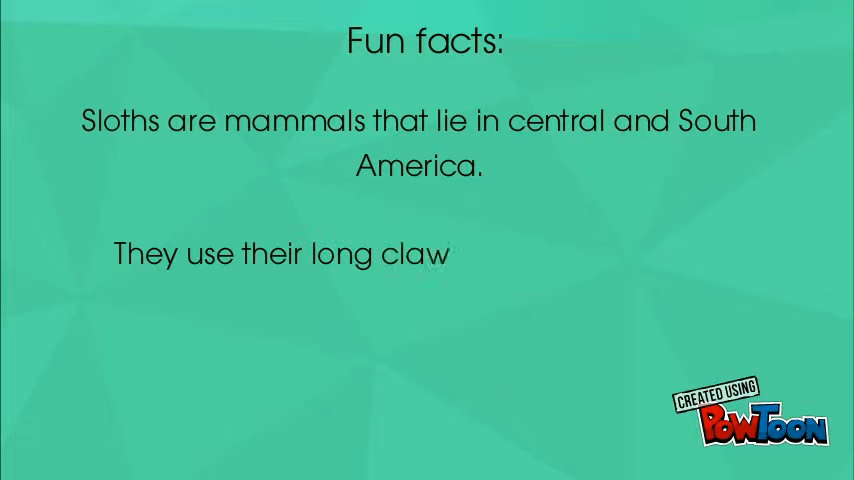 Fun facts:
Sloths are mammals that lie in central and South
America.
They use their long claw
CREATED USING
POWTOON